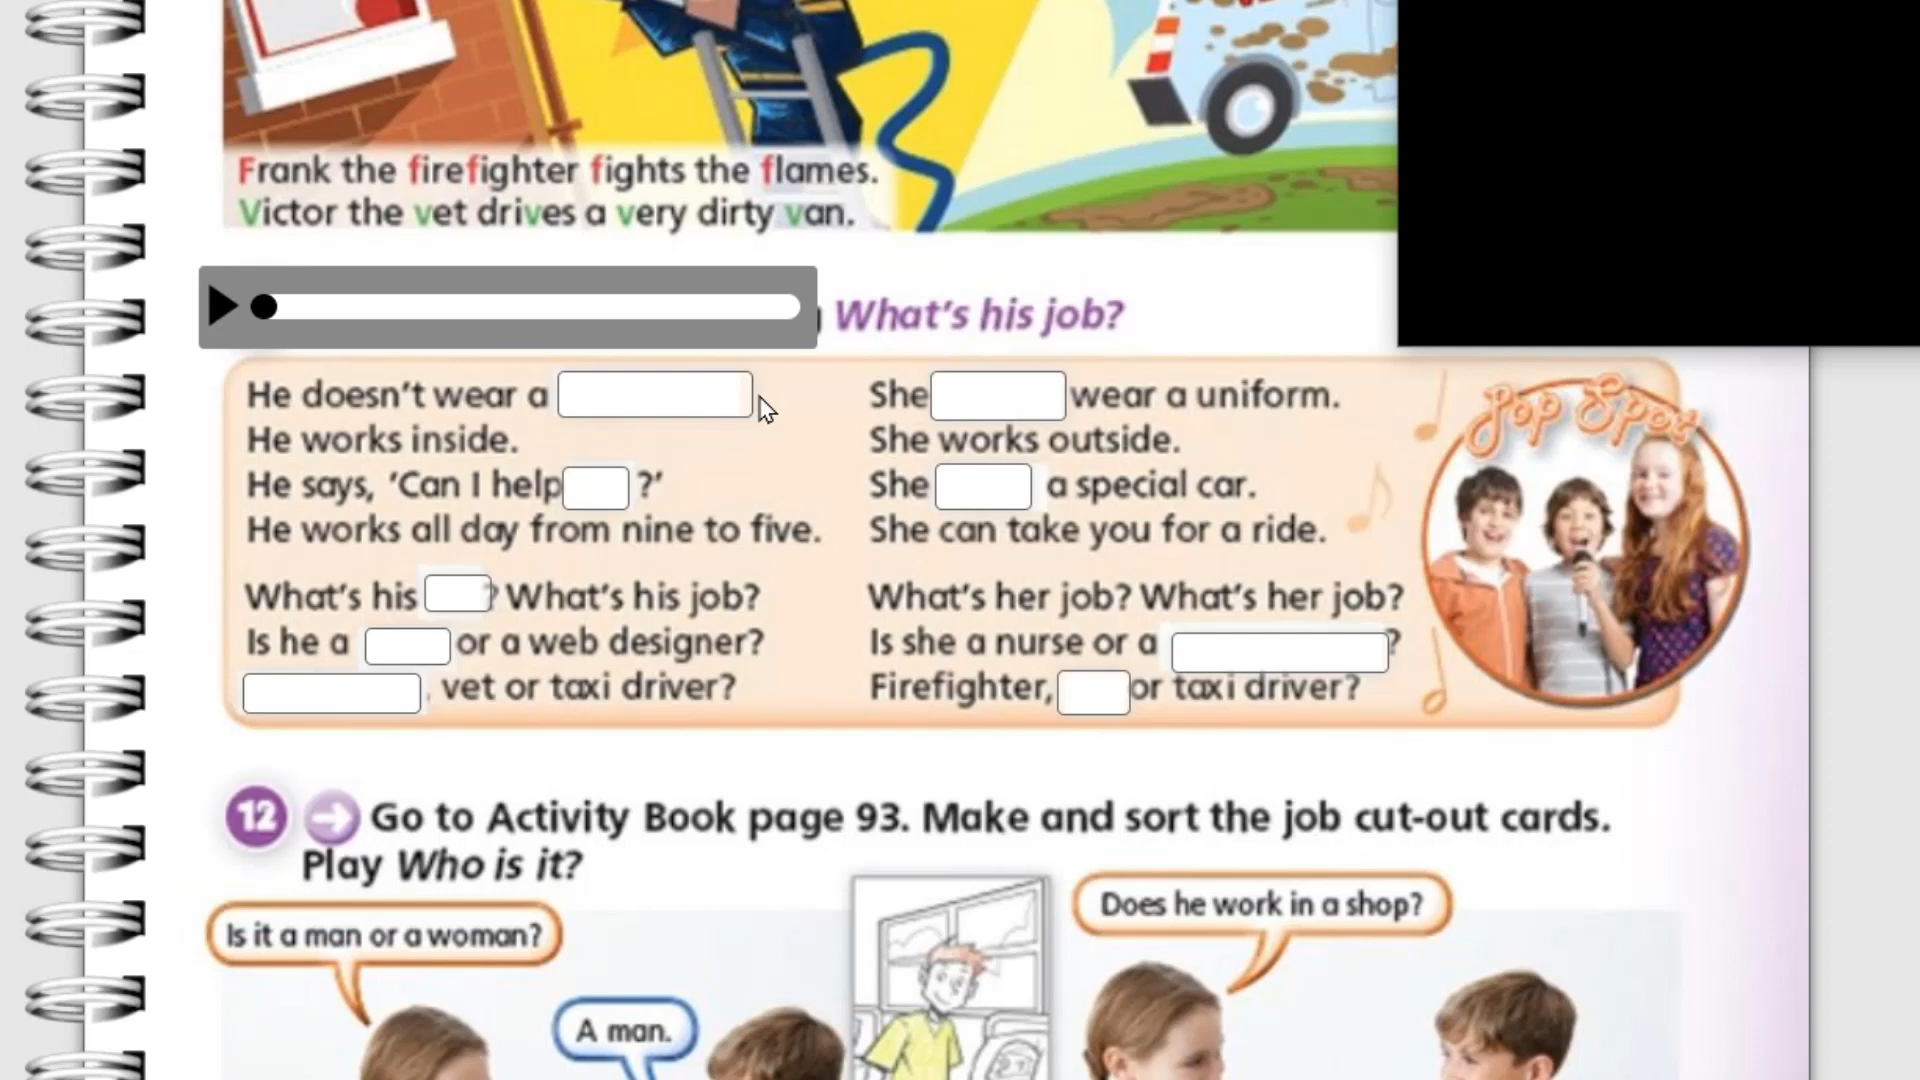 Frank the firefighter fights the flames.
Victor the vet drives a very dirty van.
What's his job?
He doesn't wear a
He works inside.
He says, 'Can I help ?'
He works all day from nine to five.
What's his ? What's his job?
Is he a or a web designer?
, vet or taxi driver?
She wear a uniform.
She works outside.
She a special car.
She can take you for a ride.
What's her job? What's her job?
Is she a nurse or a ?
Firefighter, or taxi driver?
Pop Spot
12 Go to Activity Book page 93. Make and sort the job cut-out cards.
Play Who is it?
Is it a man or a woman?
A man.
Does he work in a shop?